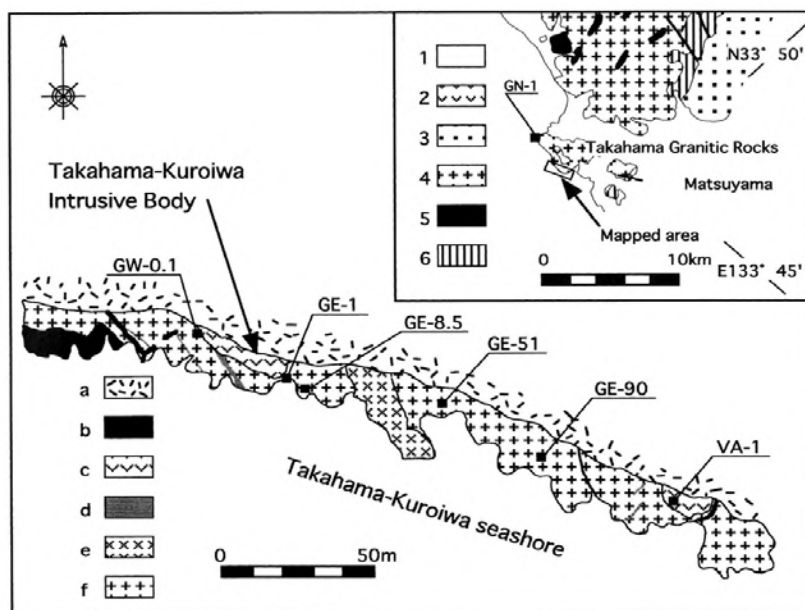 1
2
3
4
5
6
N33° 50'
GN-1
Takahama Granitic Rocks
Matsuyama
Mapped area
0 10km
E133° 45'
Takahama-Kuroiwa
Intrusive Body
GW-0.1
GE-1
GE-8.5
GE-51
GE-90
VA-1
a
b
c
d
e
f
Takahama-Kuroiwa seashore
0 50m